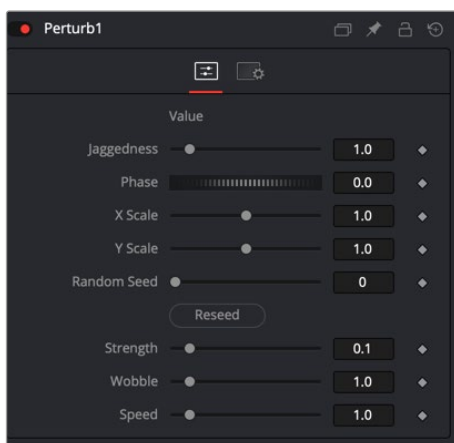 Perturb1
Value
Jaggedness 1.0
Phase 0.0
X Scale 1.0
Y Scale 1.0
Random Seed 0
Reseed
Strength 0.1
Wobble 1.0
Speed 1.0